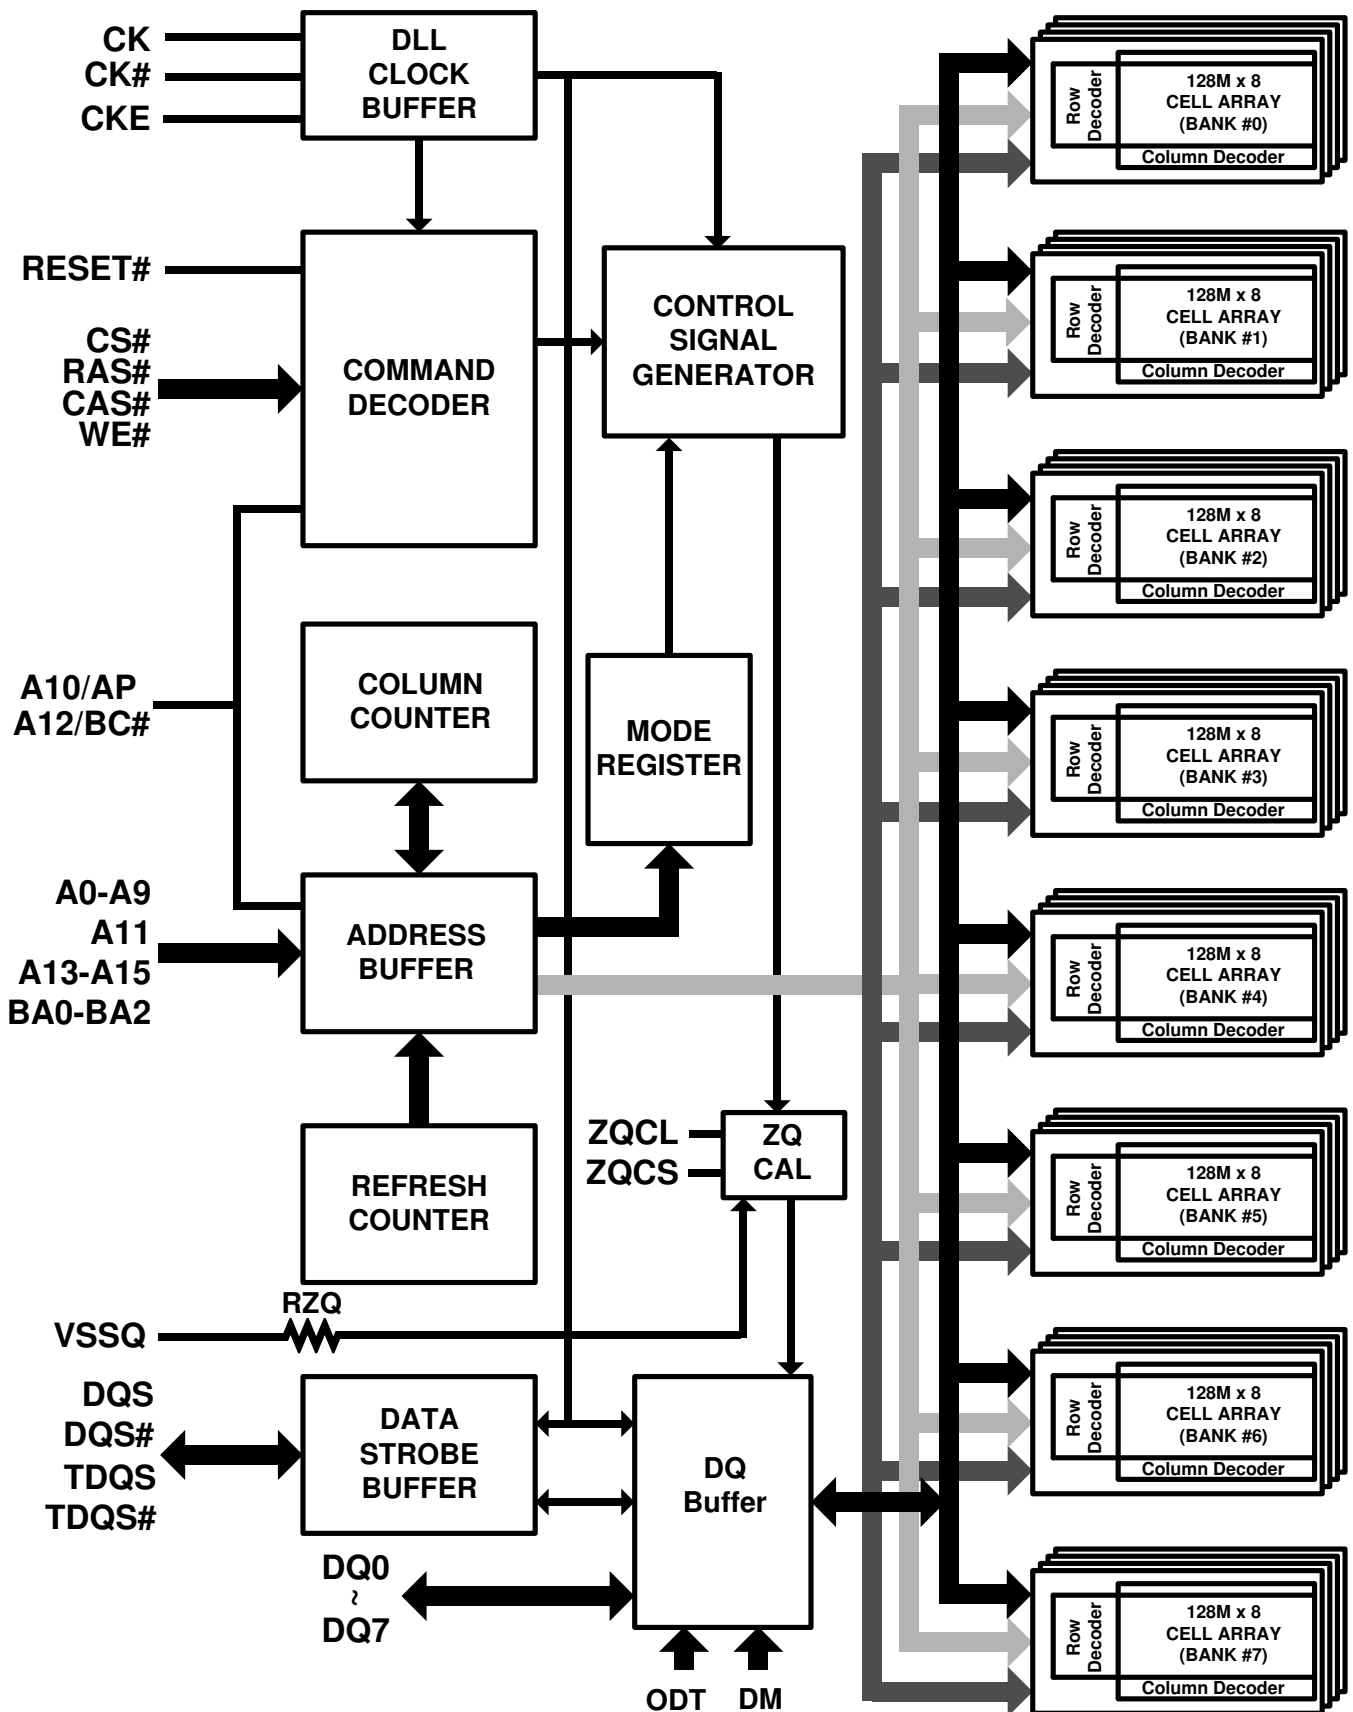 CK
CK#
CKE
DLL
CLOCK
BUFFER
RESET#
CS#
RAS#
CAS#
WE#
COMMAND
DECODER
CONTROL
SIGNAL
GENERATOR
A10/AP
A12/BC#
COLUMN
COUNTER
MODE
REGISTER
A0-A9
A11
A13-A15
BA0-BA2
ADDRESS
BUFFER
REFRESH
COUNTER
ZQCL
ZQCS
ZQ
CAL
VSSQ
RZQ
DQS
DQS#
TDQS
TDQS#
DATA
STROBE
BUFFER
DQ
Buffer
DQ0
~
DQ7
ODT
DM
Row
Decoder
128M x 8
CELL ARRAY
(BANK #0)
Column Decoder
Row
Decoder
128M x 8
CELL ARRAY
(BANK #1)
Column Decoder
Row
Decoder
128M x 8
CELL ARRAY
(BANK #2)
Column Decoder
Row
Decoder
128M x 8
CELL ARRAY
(BANK #3)
Column Decoder
Row
Decoder
128M x 8
CELL ARRAY
(BANK #4)
Column Decoder
Row
Decoder
128M x 8
CELL ARRAY
(BANK #5)
Column Decoder
Row
Decoder
128M x 8
CELL ARRAY
(BANK #6)
Column Decoder
Row
Decoder
128M x 8
CELL ARRAY
(BANK #7)
Column Decoder